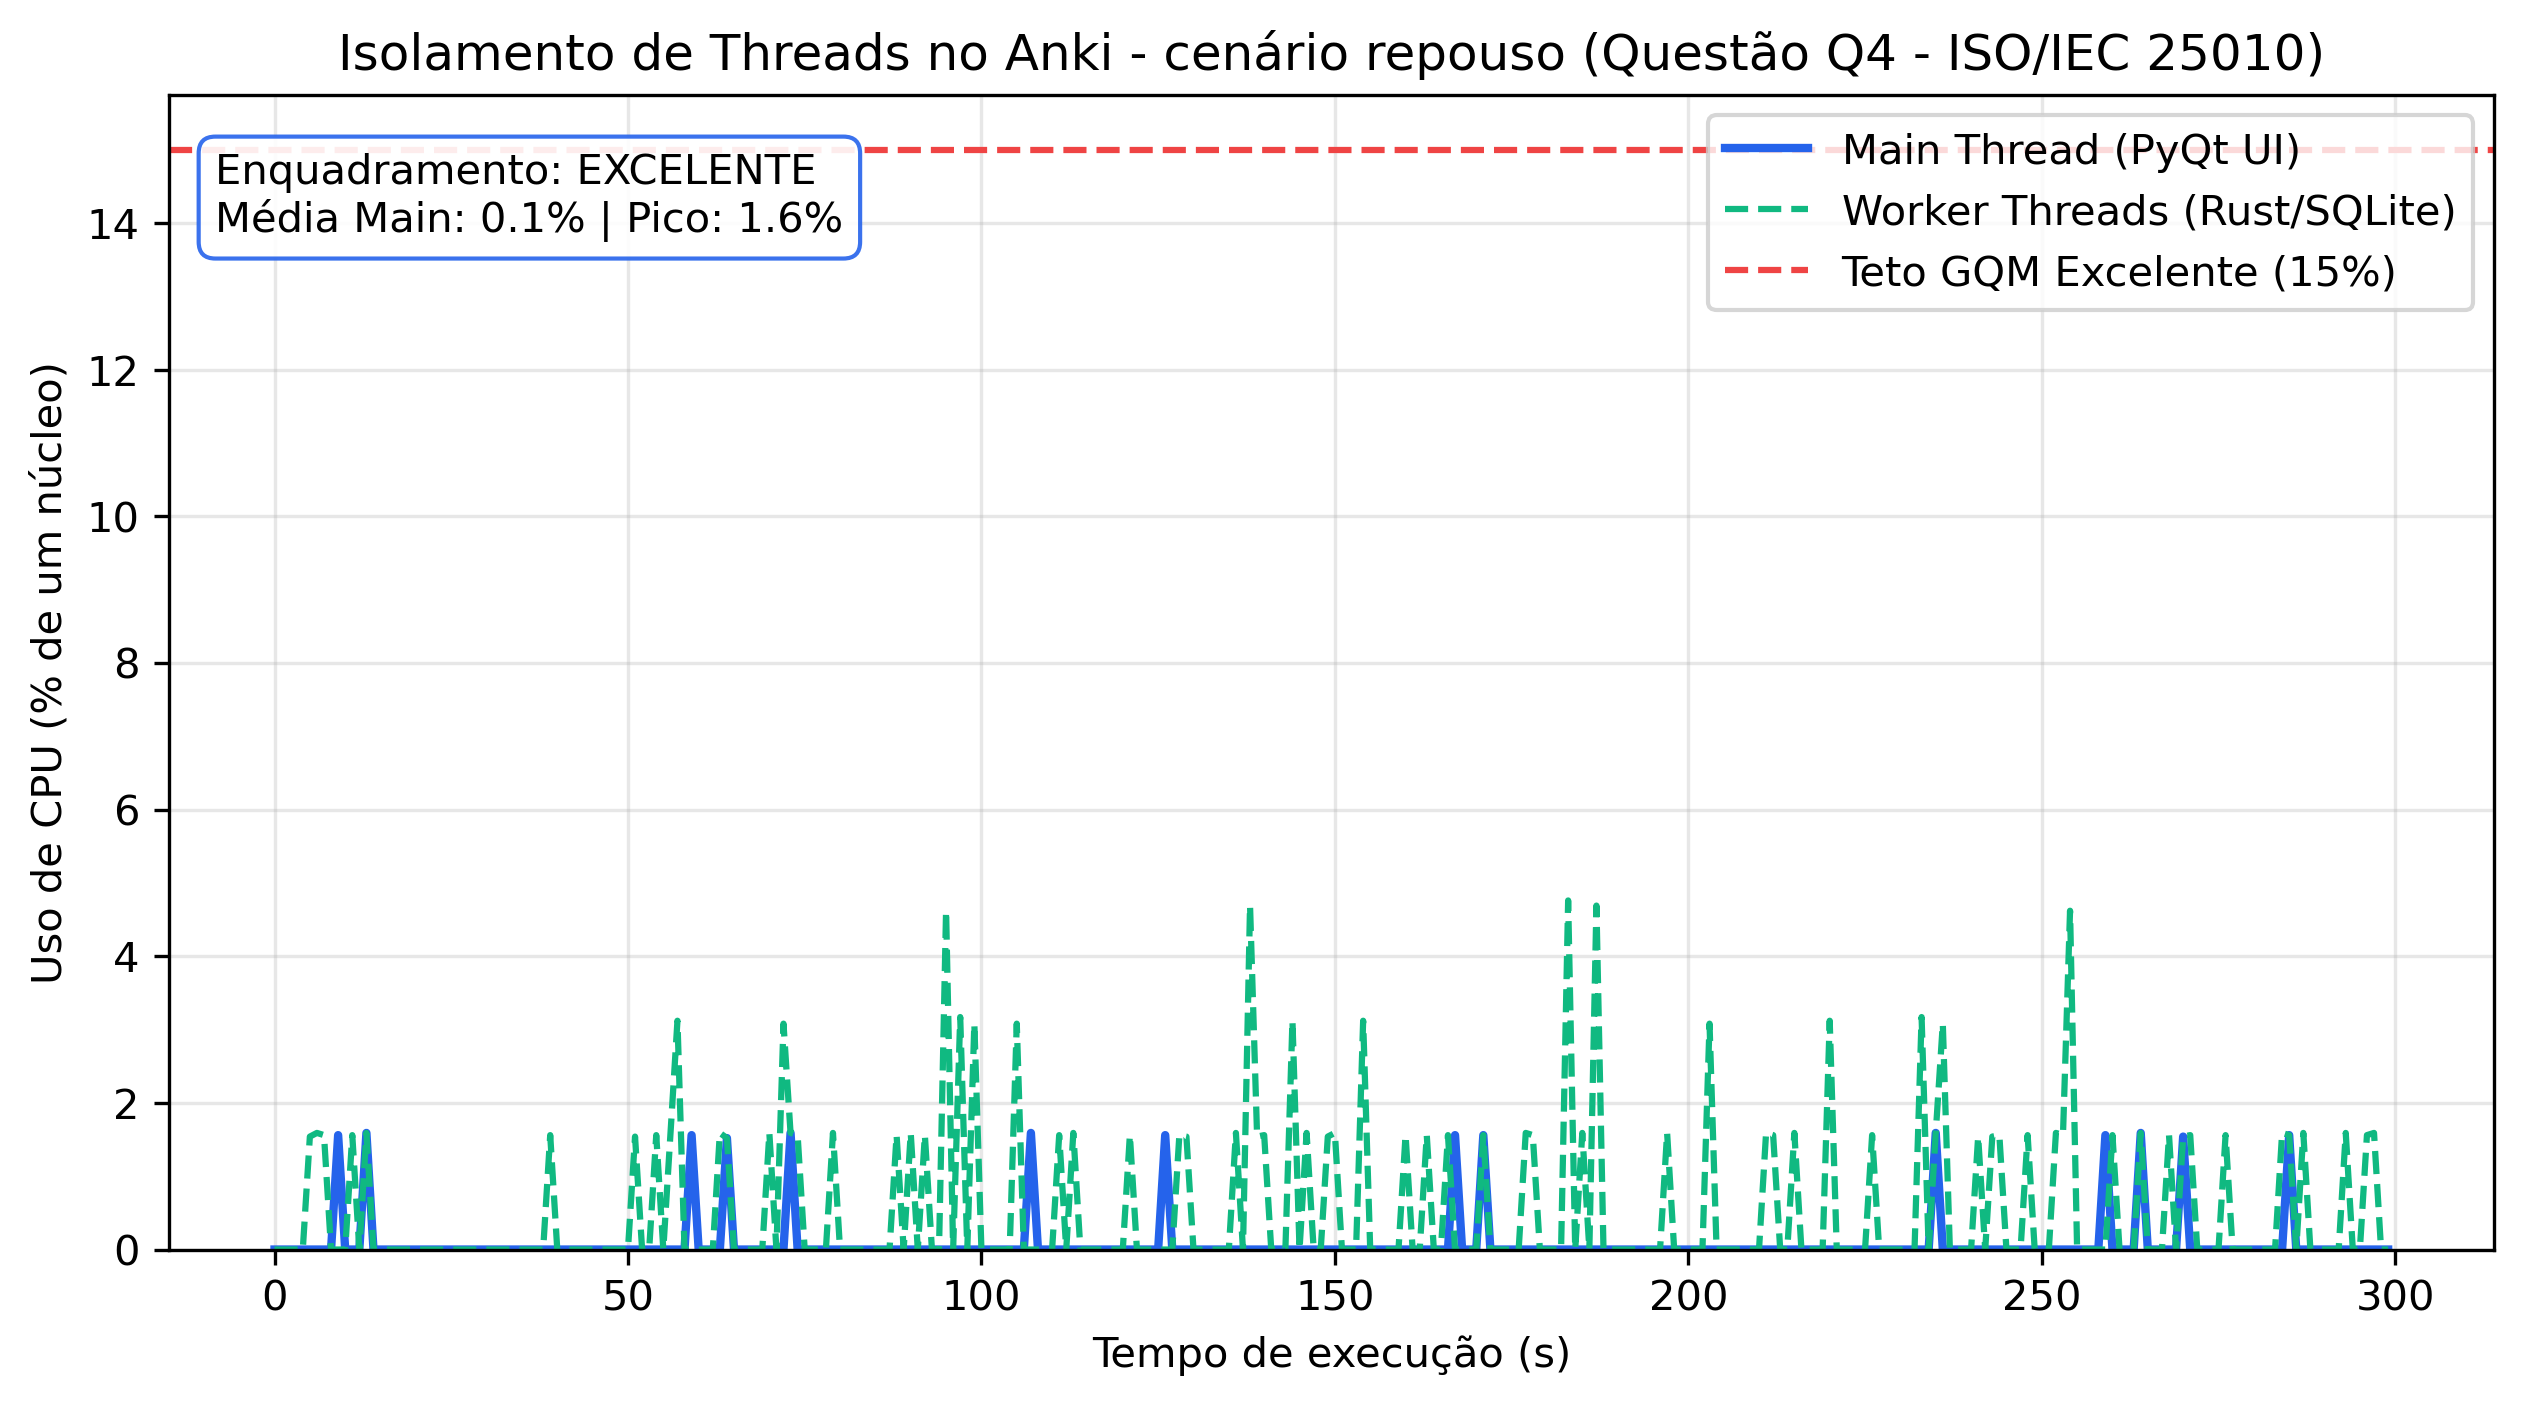 Isolamento de Threads no Anki - cenário repouso (Questão Q4 - ISO/IEC 25010)
Enquadramento: EXCELENTE
Média Main: 0.1% | Pico: 1.6%
Main Thread (PyQt UI)
Worker Threads (Rust/SQLite)
Teto GQM Excelente (15%)
Uso de CPU (% de um núcleo)
14
12
10
8
6
4
2
0
0 50 100 150 200 250 300
Tempo de execução (s)